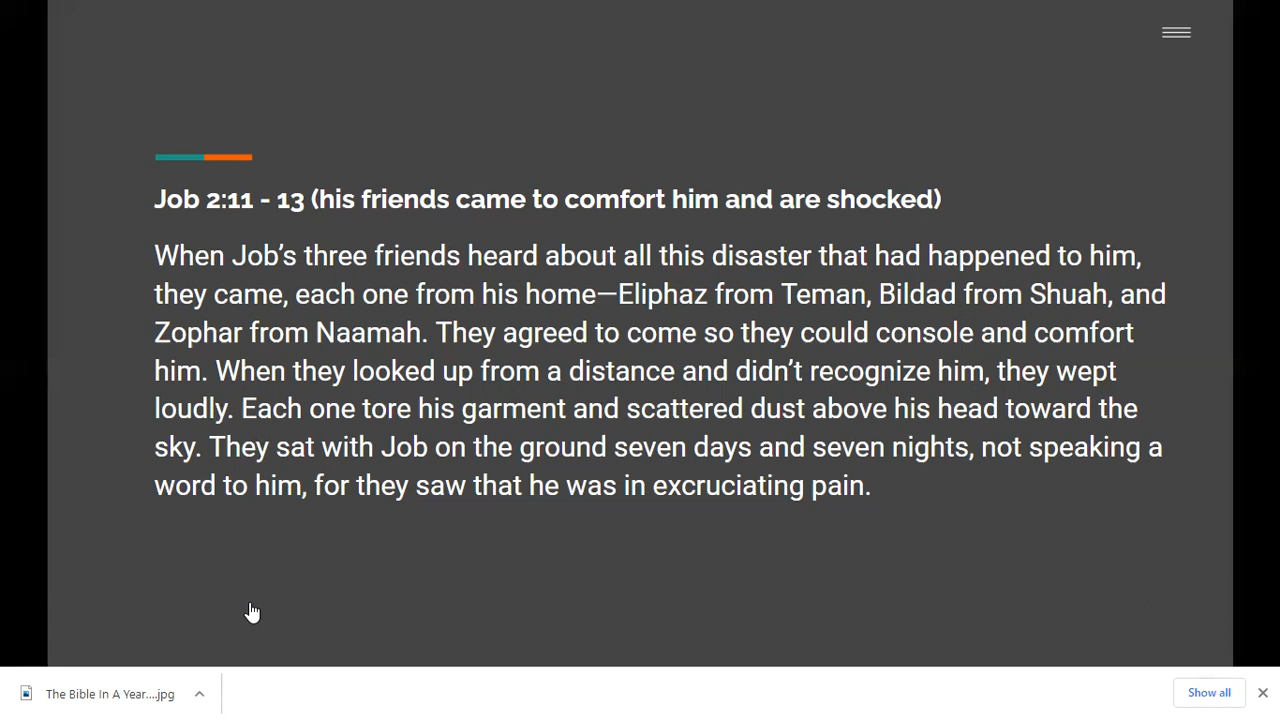 Job 2:11 - 13 (his friends came to comfort him and are shocked)
When Job’s three friends heard about all this disaster that had happened to him,
they came, each one from his home—Eliphaz from Teman, Bildad from Shuah, and
Zophar from Naamah. They agreed to come so they could console and comfort
him. When they looked up from a distance and didn’t recognize him, they wept
loudly. Each one tore his garment and scattered dust above his head toward the
sky. They sat with Job on the ground seven days and seven nights, not speaking a
word to him, for they saw that he was in excruciating pain.
The Bible In A Year....jpg
Show all